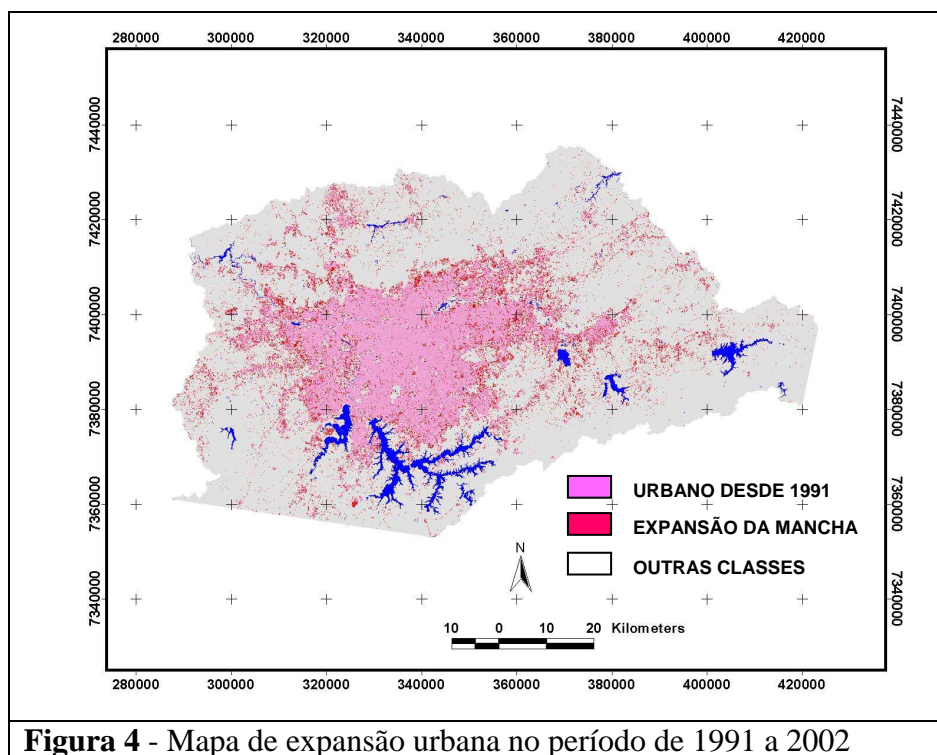 280000 300000 320000 340000 360000 380000 400000 420000
7440000 7440000
7420000 7420000
7400000 7400000
7380000 7380000
7360000 7360000
7340000 7340000
URBANO DESDE 1991
EXPANSÃO DA MANCHA
OUTRAS CLASSES
N
10 0 10 20 Kilometers
280000 300000 320000 340000 360000 380000 400000 420000
Figura 4 - Mapa de expansão urbana no período de 1991 a 2002